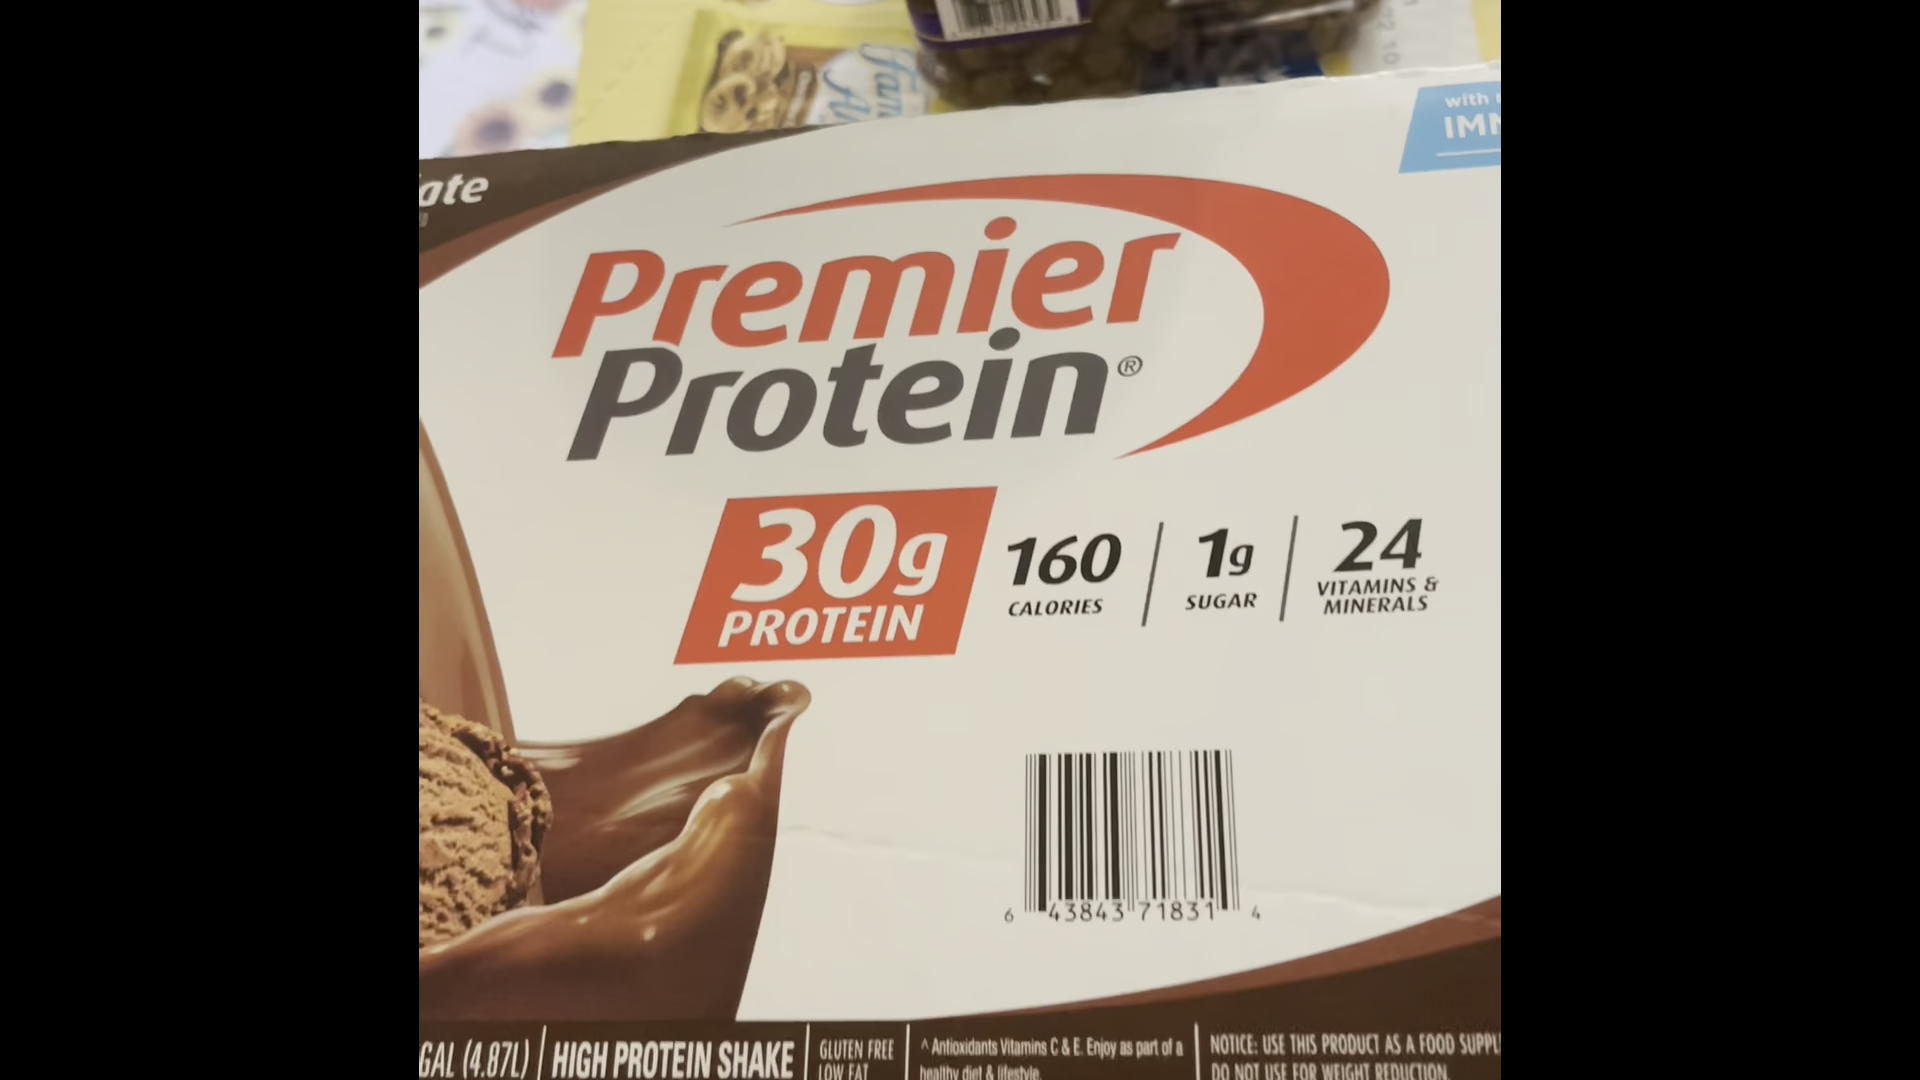 with
ate
Premier
Protein®
30g
PROTEIN
160
CALORIES
1g
SUGAR
24
VITAMINS &
MINERALS
6 43843 71831 4
GAL (4.87L)
HIGH PROTEIN SHAKE
GLUTEN FREE
LOW FAT
^ Antioxidants Vitamins C & E. Enjoy as part of a
healthy diet & lifestyle.
NOTICE: USE THIS PRODUCT AS A FOOD SUPPL
DO NOT USE FOR WEIGHT REDUCTION.